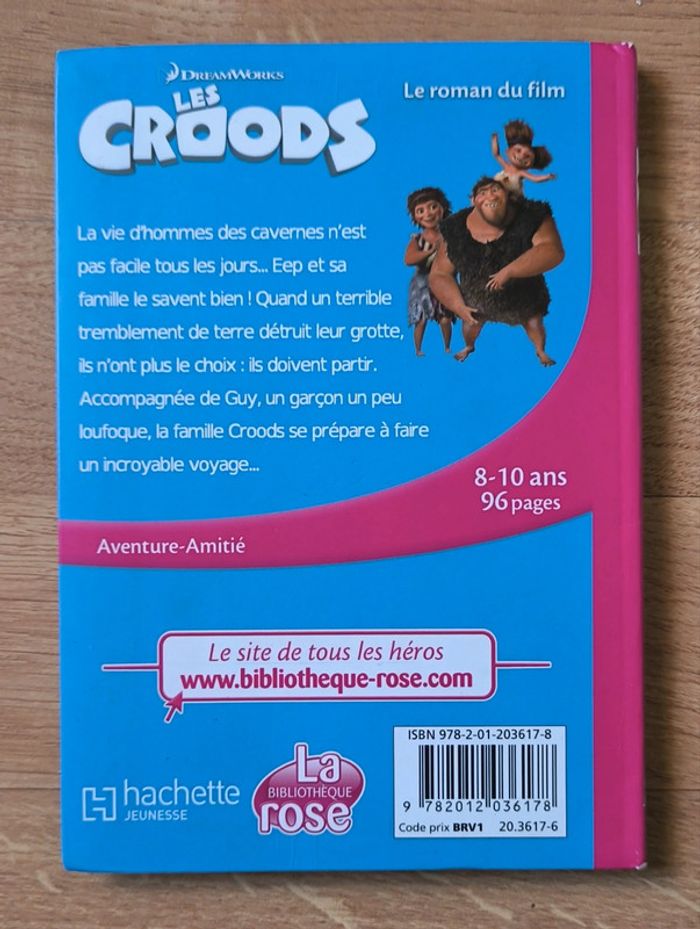 DREAMWORKS
LES
CROODS
Le roman du film
La vie d'hommes des cavernes n'est
pas facile tous les jours... Eep et sa
famille le savent bien ! Quand un terrible
tremblement de terre détruit leur grotte,
ils n'ont plus le choix : ils doivent partir.
Accompagnée de Guy, un garçon un peu
loufoque, la famille Croods se prépare à faire
un incroyable voyage...
8-10 ans
96 pages
Aventure-Amitié
Le site de tous les héros
www.bibliotheque-rose.com
hachette
JEUNESSE
La
BIBLIOTHÈQUE
rose
ISBN 978-2-01-203617-8
9 782012 036178
Code prix BRV1 20.3617-6